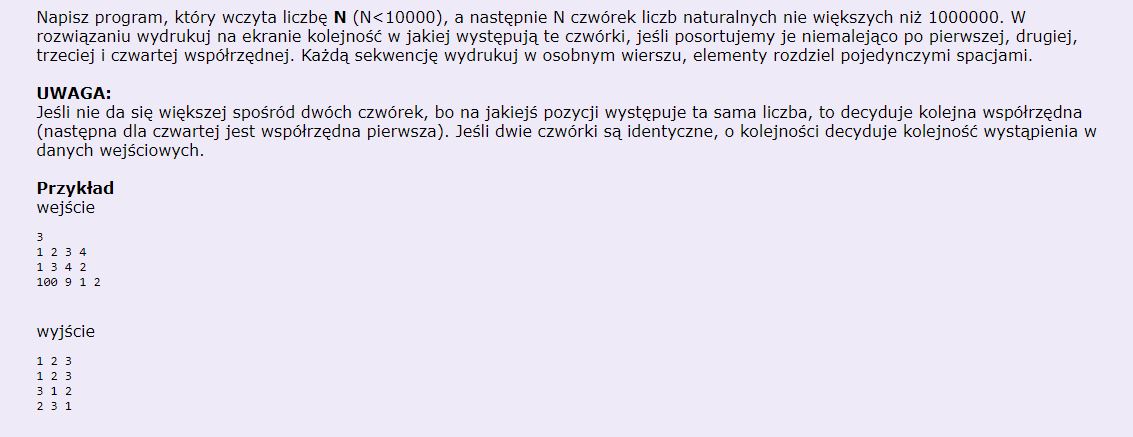 Napisz program, który wczyta liczbę N (N<10000), a następnie N czwórek liczb naturalnych nie większych niż 1000000. W
rozwiązaniu wydrukuj na ekranie kolejność w jakiej występują te czwórki, jeśli posortujemy je niemalejąco po pierwszej, drugiej,
trzeciej i czwartej współrzędnej. Każdą sekwencję wydrukuj w osobnym wierszu, elementy rozdziel pojedynczymi spacjami.
UWAGA:
Jeśli nie da się większej spośród dwóch czwórek, bo na jakiejś pozycji występuje ta sama liczba, to decyduje kolejna współrzędna
(następna dla czwartej jest współrzędna pierwsza). Jeśli dwie czwórki są identyczne, o kolejności decyduje kolejność wystąpienia w
danych wejściowych.
Przykład
wejście
3
1 2 3 4
1 3 4 2
100 9 1 2
wyjście
1 2 3
1 2 3
3 1 2
2 3 1